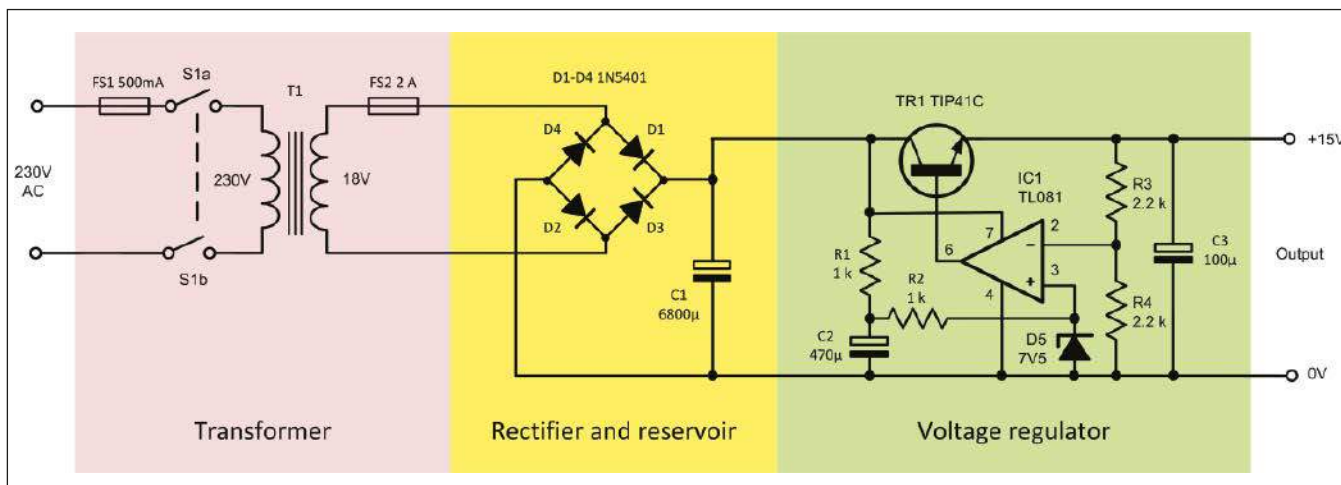 FS1 500mA
S1a
T1
FS2 2 A
D1-D4 1N5401
TR1 TIP41C
D4
D1
+15V
230V
AC
230V
18V
IC1
TL081
R3
2.2 k
7
2
6
−
D2
D3
R1
1 k
3
+
C3
100µ
Output
S1b
R2
1 k
4
R4
2.2 k
C1
6800µ
C2
470µ
D5
7V5
0V
Transformer
Rectifier and reservoir
Voltage regulator